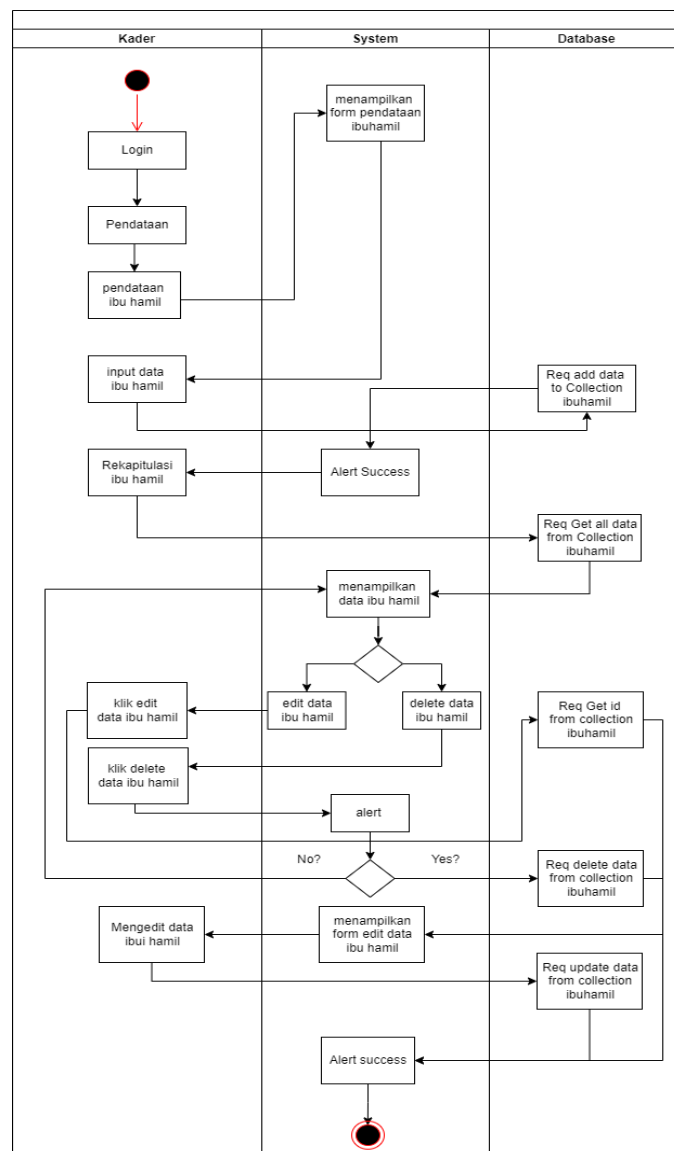 Kader
System
Database
menampilkan
form pendataan
ibuhamil
Login
Pendataan
pendataan
ibu hamil
input data
ibu hamil
Req add data
to Collection
ibuhamil
Rekapitulasi
ibu hamil
Alert Success
Req Get all data
from Collection
ibuhamil
menampilkan
data ibu hamil
klik edit
data ibu hamil
edit data
ibu hamil
delete data
ibu hamil
Req Get id
from collection
ibuhamil
klik delete
data ibu hamil
alert
No?
Yes?
Req delete data
from collection
ibuhamil
Mengedit data
ibui hamil
menampilkan
form edit data
ibu hamil
Req update data
from collection
ibuhamil
Alert success